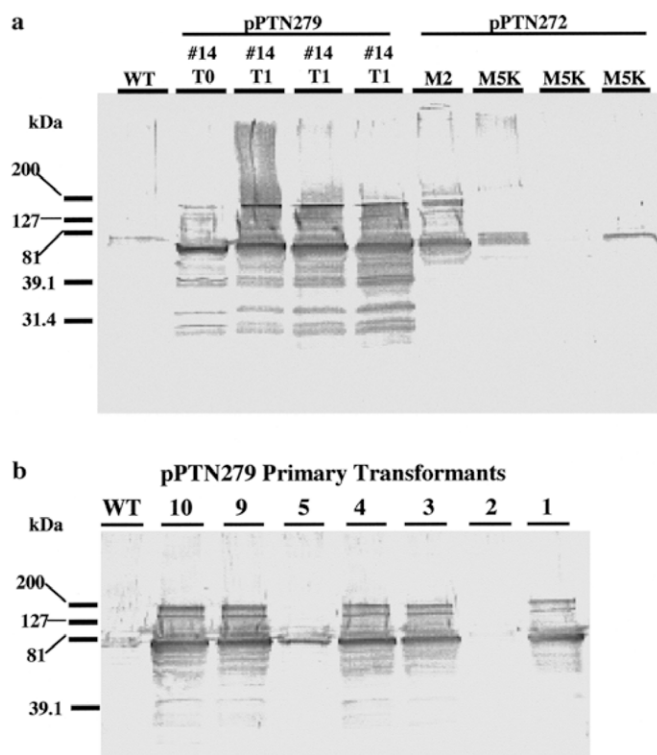 a
pPTN279 pPTN272
#14 #14 #14 #14
WT T0 T1 T1 T1 M2 M5K M5K M5K
kDa
200
127
81
39.1
31.4
b
pPTN279 Primary Transformants
kDa
WT 10 9 5 4 3 2 1
200
127
81
39.1